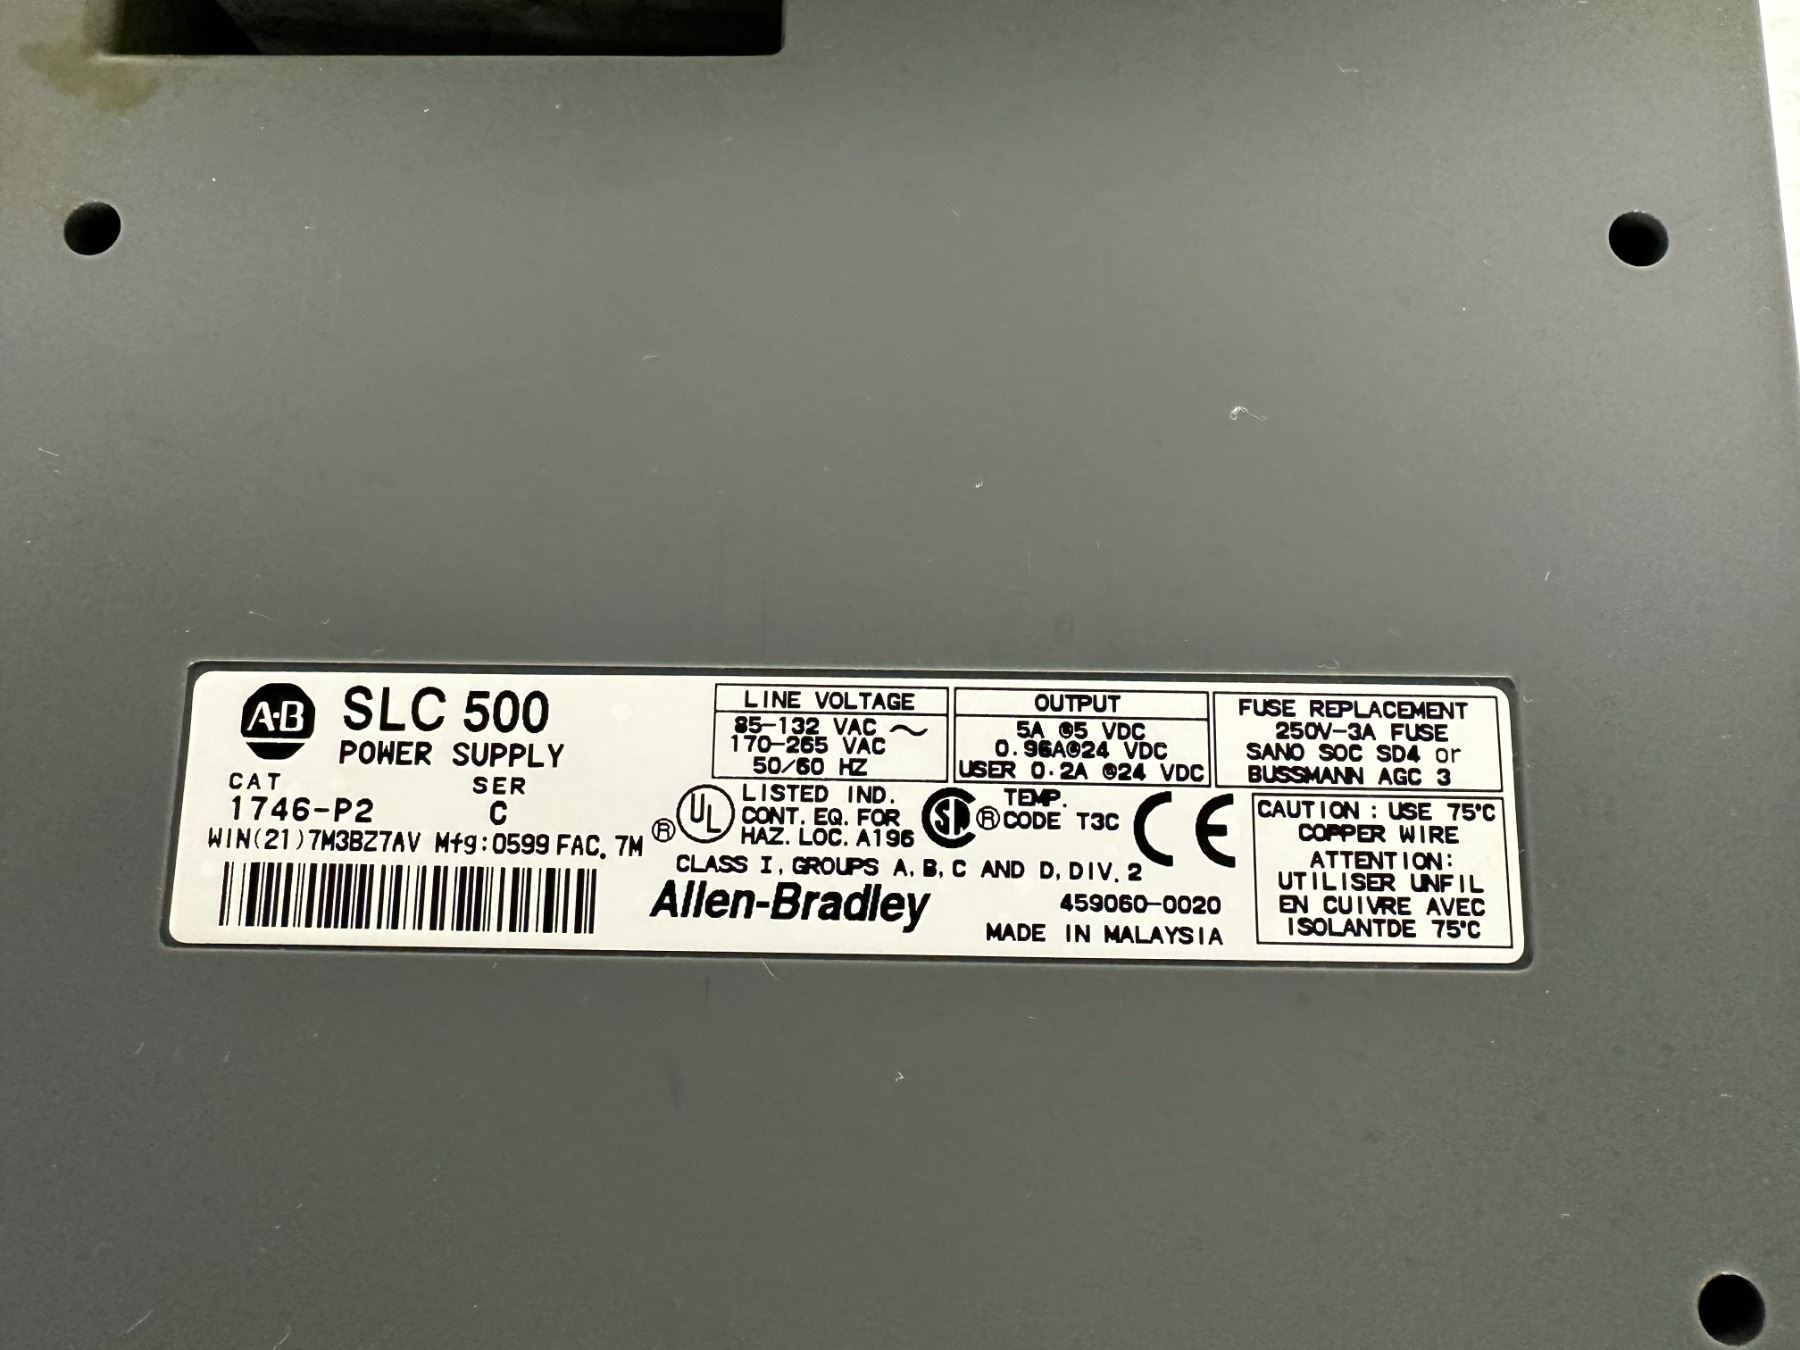 A-B SLC 500
POWER SUPPLY
CAT SER
1746-P2 C
WIN(21)7M3BZ7AV Mfg:0599 FAC. 7M
LINE VOLTAGE
85-132 VAC ~
170-265 VAC
50/60 HZ
OUTPUT
5A @5 VDC
0.96A@24 VDC
USER 0.2A @24 VDC
FUSE REPLACEMENT
250V-3A FUSE
SANO SOC SD4 or
BUSSMANN AGC 3
® UL LISTED IND.
CONT. EQ. FOR
HAZ. LOC. A196
SA ® TEMP.
CODE T3C
CE
CLASS I, GROUPS A, B, C AND D, DIV. 2
Allen-Bradley
459060-0020
MADE IN MALAYSIA
CAUTION : USE 75°C
COPPER WIRE
ATTENTION:
UTILISER UNFIL
EN CUIVRE AVEC
ISOLANTDE 75°C